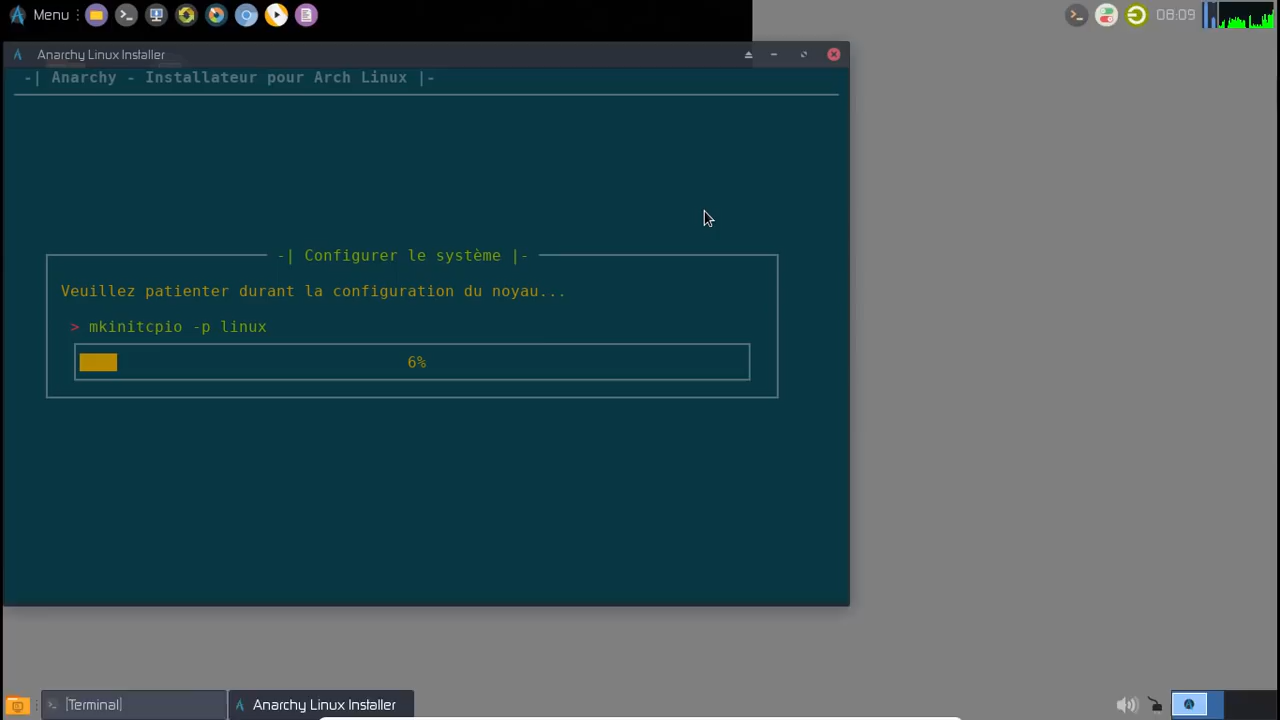 Menu
08:09
Anarchy Linux Installer
-| Anarchy - Installateur pour Arch Linux |-
-| Configurer le système |-
Veuillez patienter durant la configuration du noyau...
> mkinitcpio -p linux
6%
[Terminal]
Anarchy Linux Installer